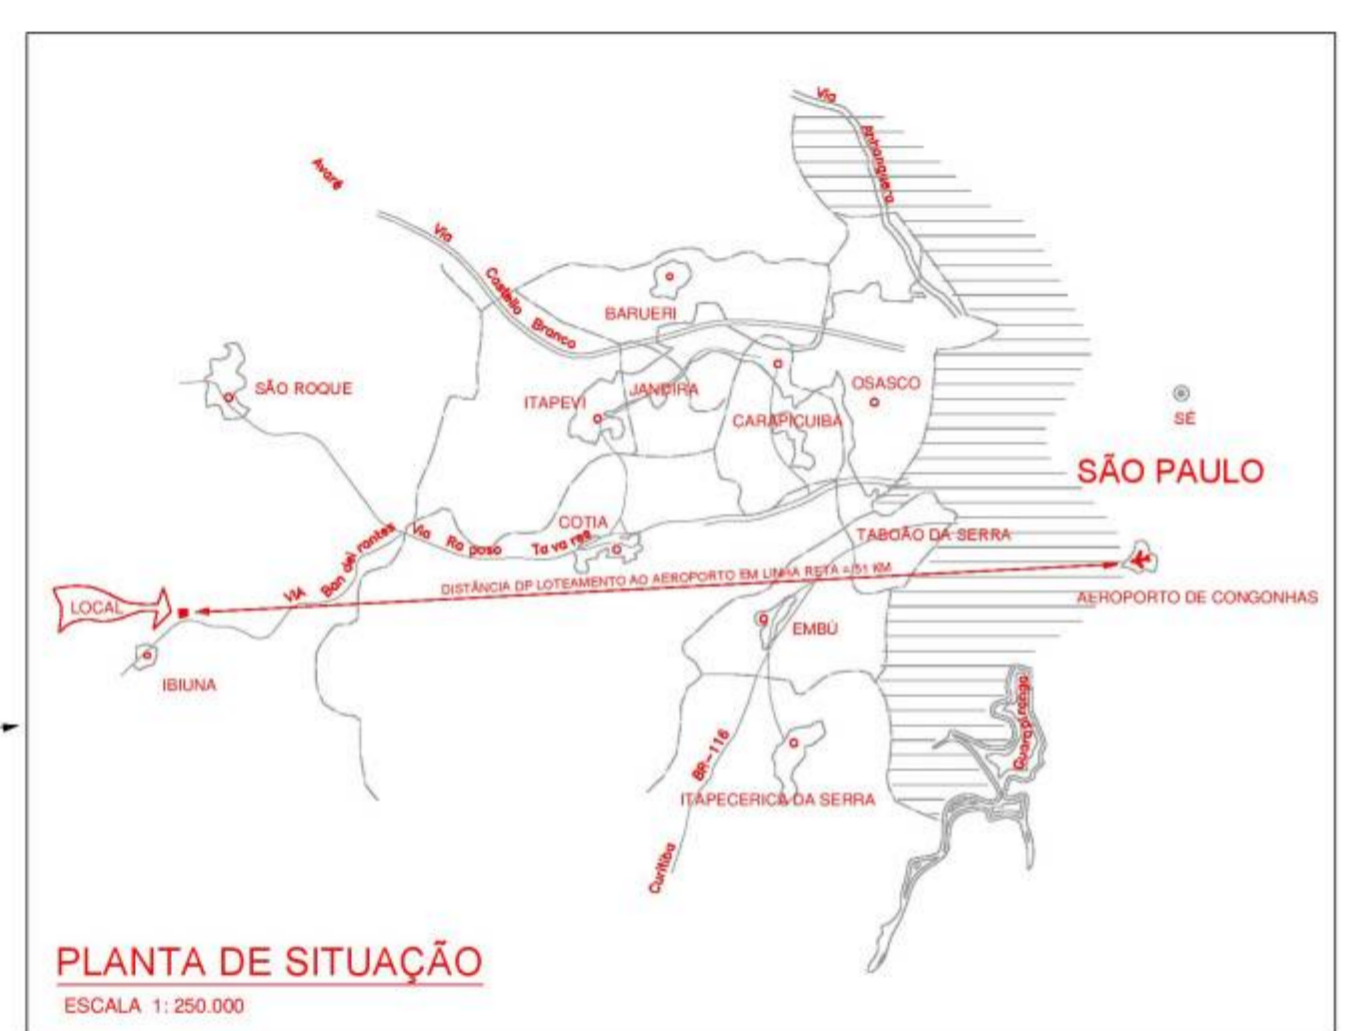 Via
Anhanguera
Avaré
Via
Castello
Branco
BARUERI
SÃO ROQUE
ITAPEVI
JANDIRA
OSASCO
CARAPICUIBA
SÉ
SÃO PAULO
COTIA
Via
Ra poso
Ta va res
VIA
Ban dei rantes
TABOÃO DA SERRA
DISTÂNCIA DP LOTEAMENTO AO AEROPORTO EM LINHA RETA = 51 KM
LOCAL
AEROPORTO DE CONGONHAS
EMBÚ
IBIUNA
Guarapiranga
BR-116
ITAPECERICA DA SERRA
Curitiba
PLANTA DE SITUAÇÃO
ESCALA 1: 250.000